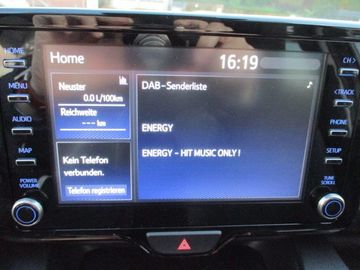 HOME
MENU
AUDIO
MAP
POWER
VOLUME
Home
16:19
Neuster
0.0 L/100km
Reichweite
--- km
Kein Telefon
verbunden.
Telefon registrieren
DAB-Senderliste
ENERGY
ENERGY - HIT MUSIC ONLY !
CH >
< TRACK
PHONE
SETUP
TUNE
SCROLL